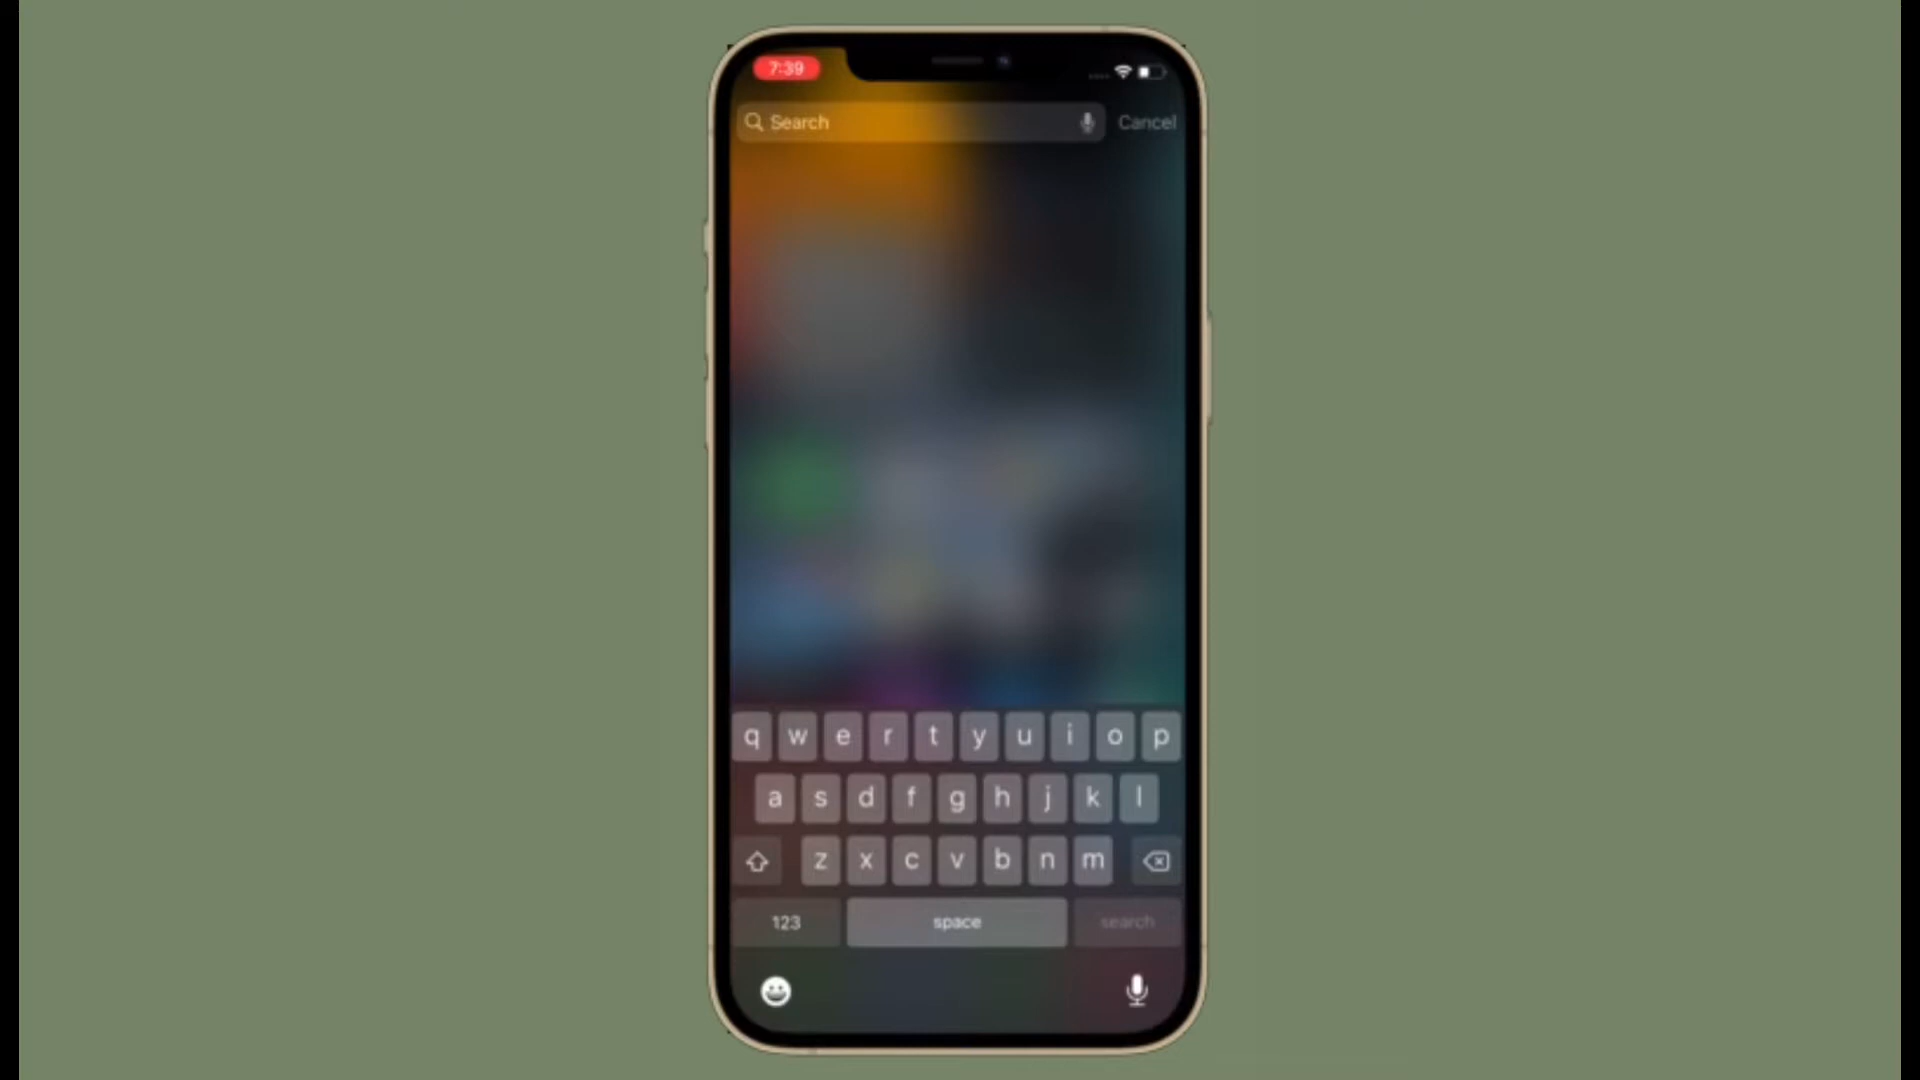 7:39
Search
Cancel
q w e r t y u i o p
a s d f g h j k l
z x c v b n m
123 space search